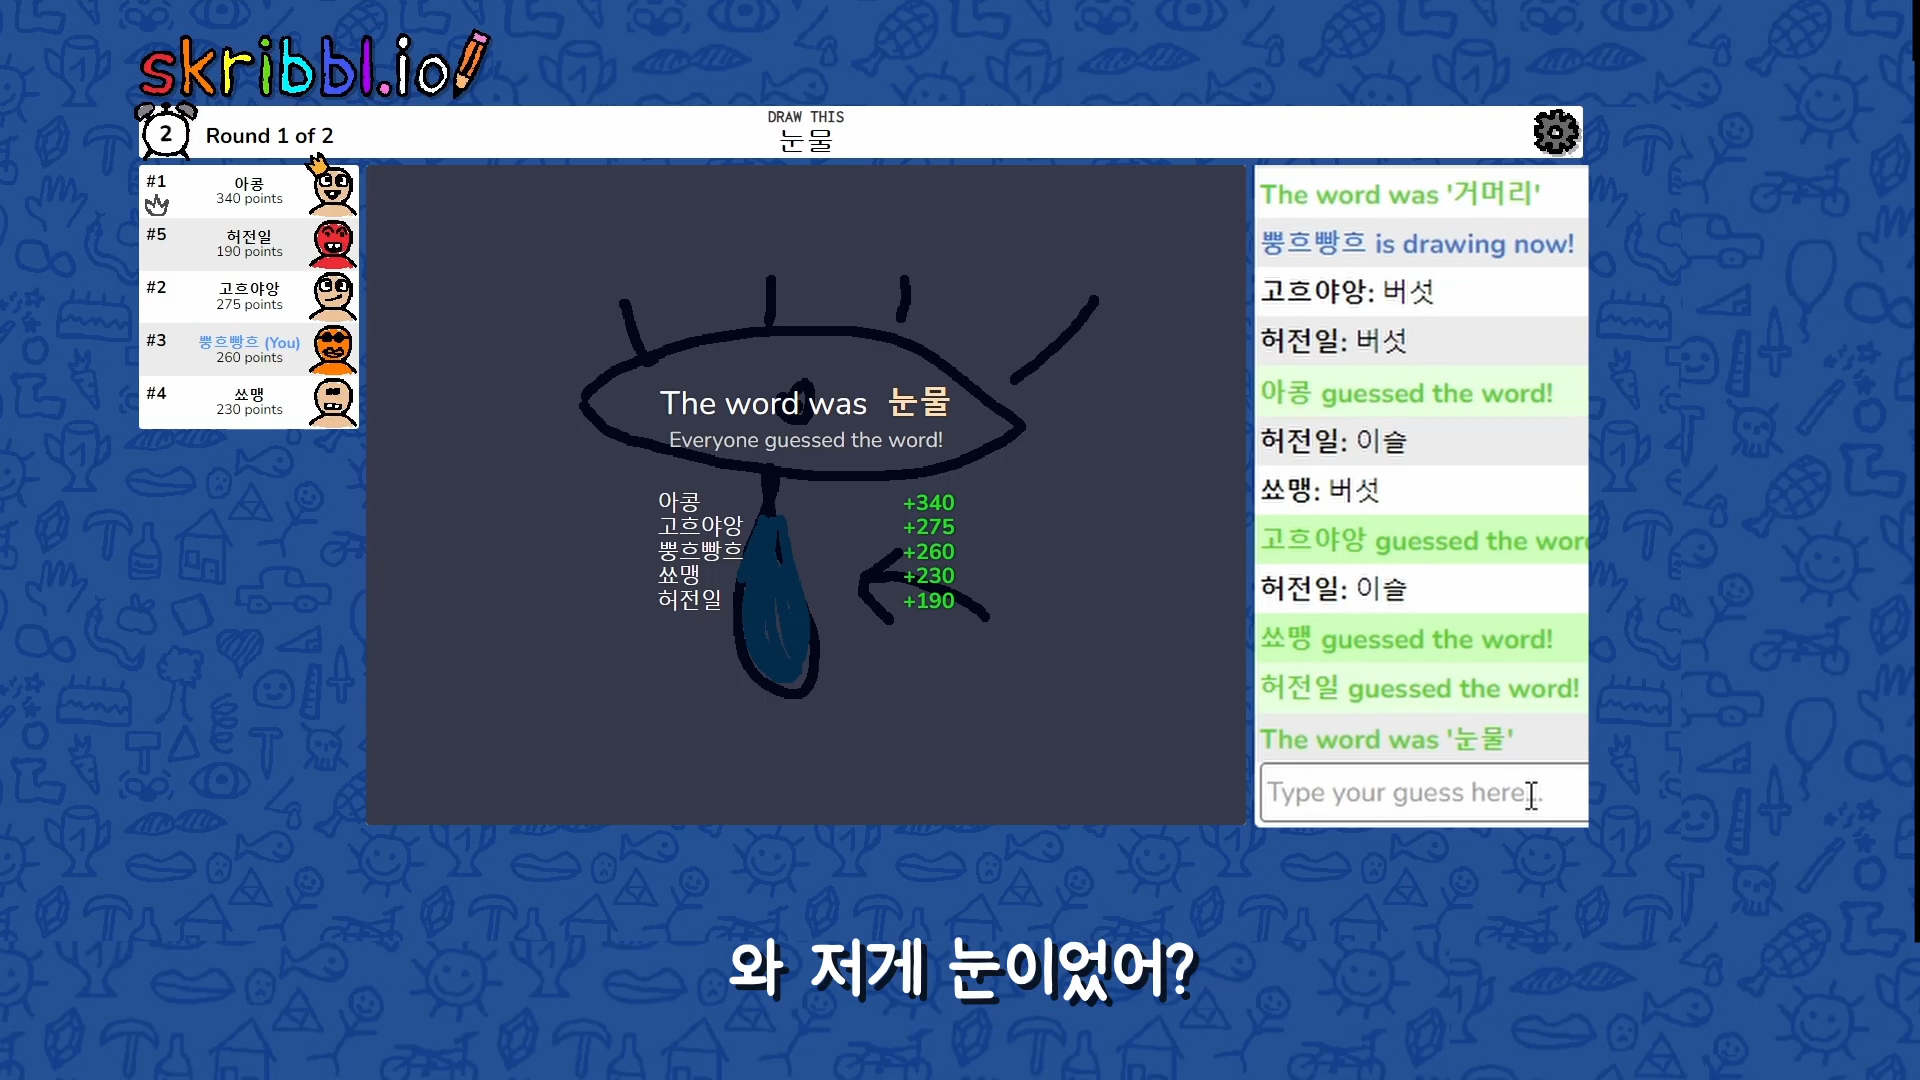 skribbl.io
2
Round 1 of 2
DRAW THIS
눈물
#1
아콩
340 points
#5
허전일
190 points
#2
고흐야앙
275 points
#3
뿡흐빵흐 (You)
260 points
#4
쑈맹
230 points
The word was 눈물
Everyone guessed the word!
아콩 +340
고흐야앙 +275
뿡흐빵흐 +260
쑈맹 +230
허전일 +190
The word was '거머리'
뿡흐빵흐 is drawing now!
고흐야앙: 버섯
허전일: 버섯
아콩 guessed the word!
허전일: 이슬
쑈맹: 버섯
고흐야앙 guessed the word
허전일: 이슬
쑈맹 guessed the word!
허전일 guessed the word!
The word was '눈물'
Type your guess here...
와 저게 눈이었어?